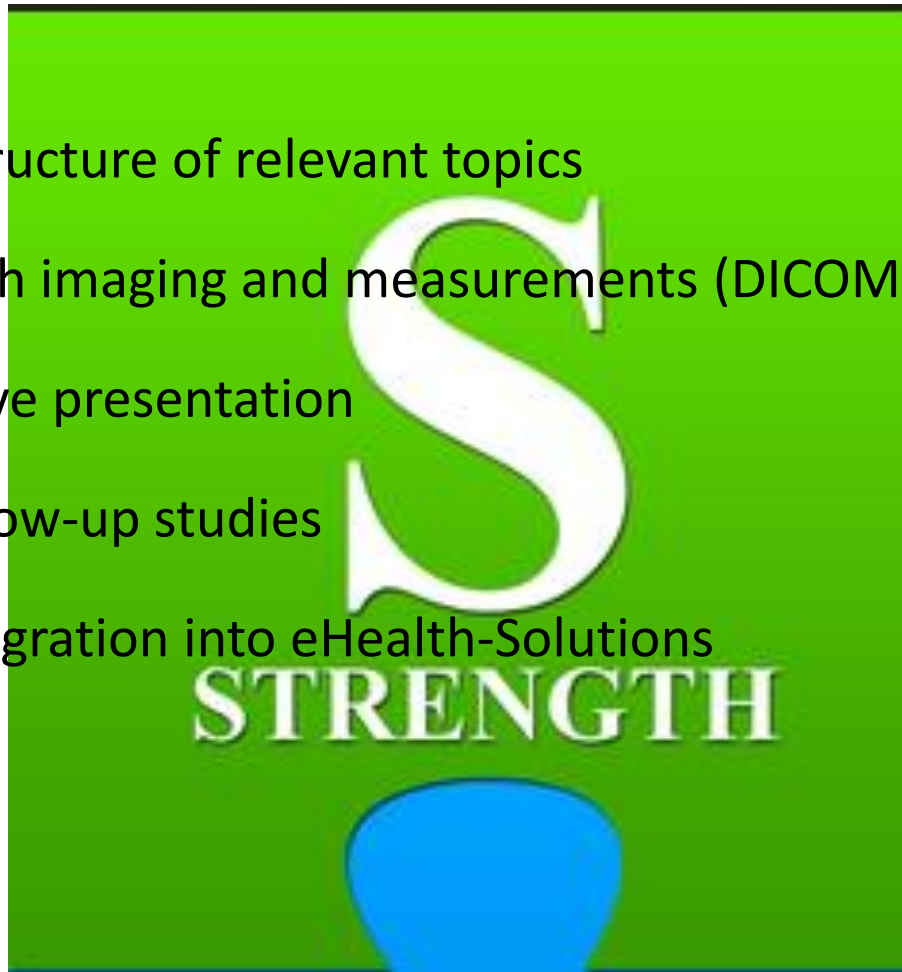 ructure of relevant topics
h imaging and measurements (DICOM
ve presentation
ow-up studies
gration into eHealth-Solutions
S
STRENGTH